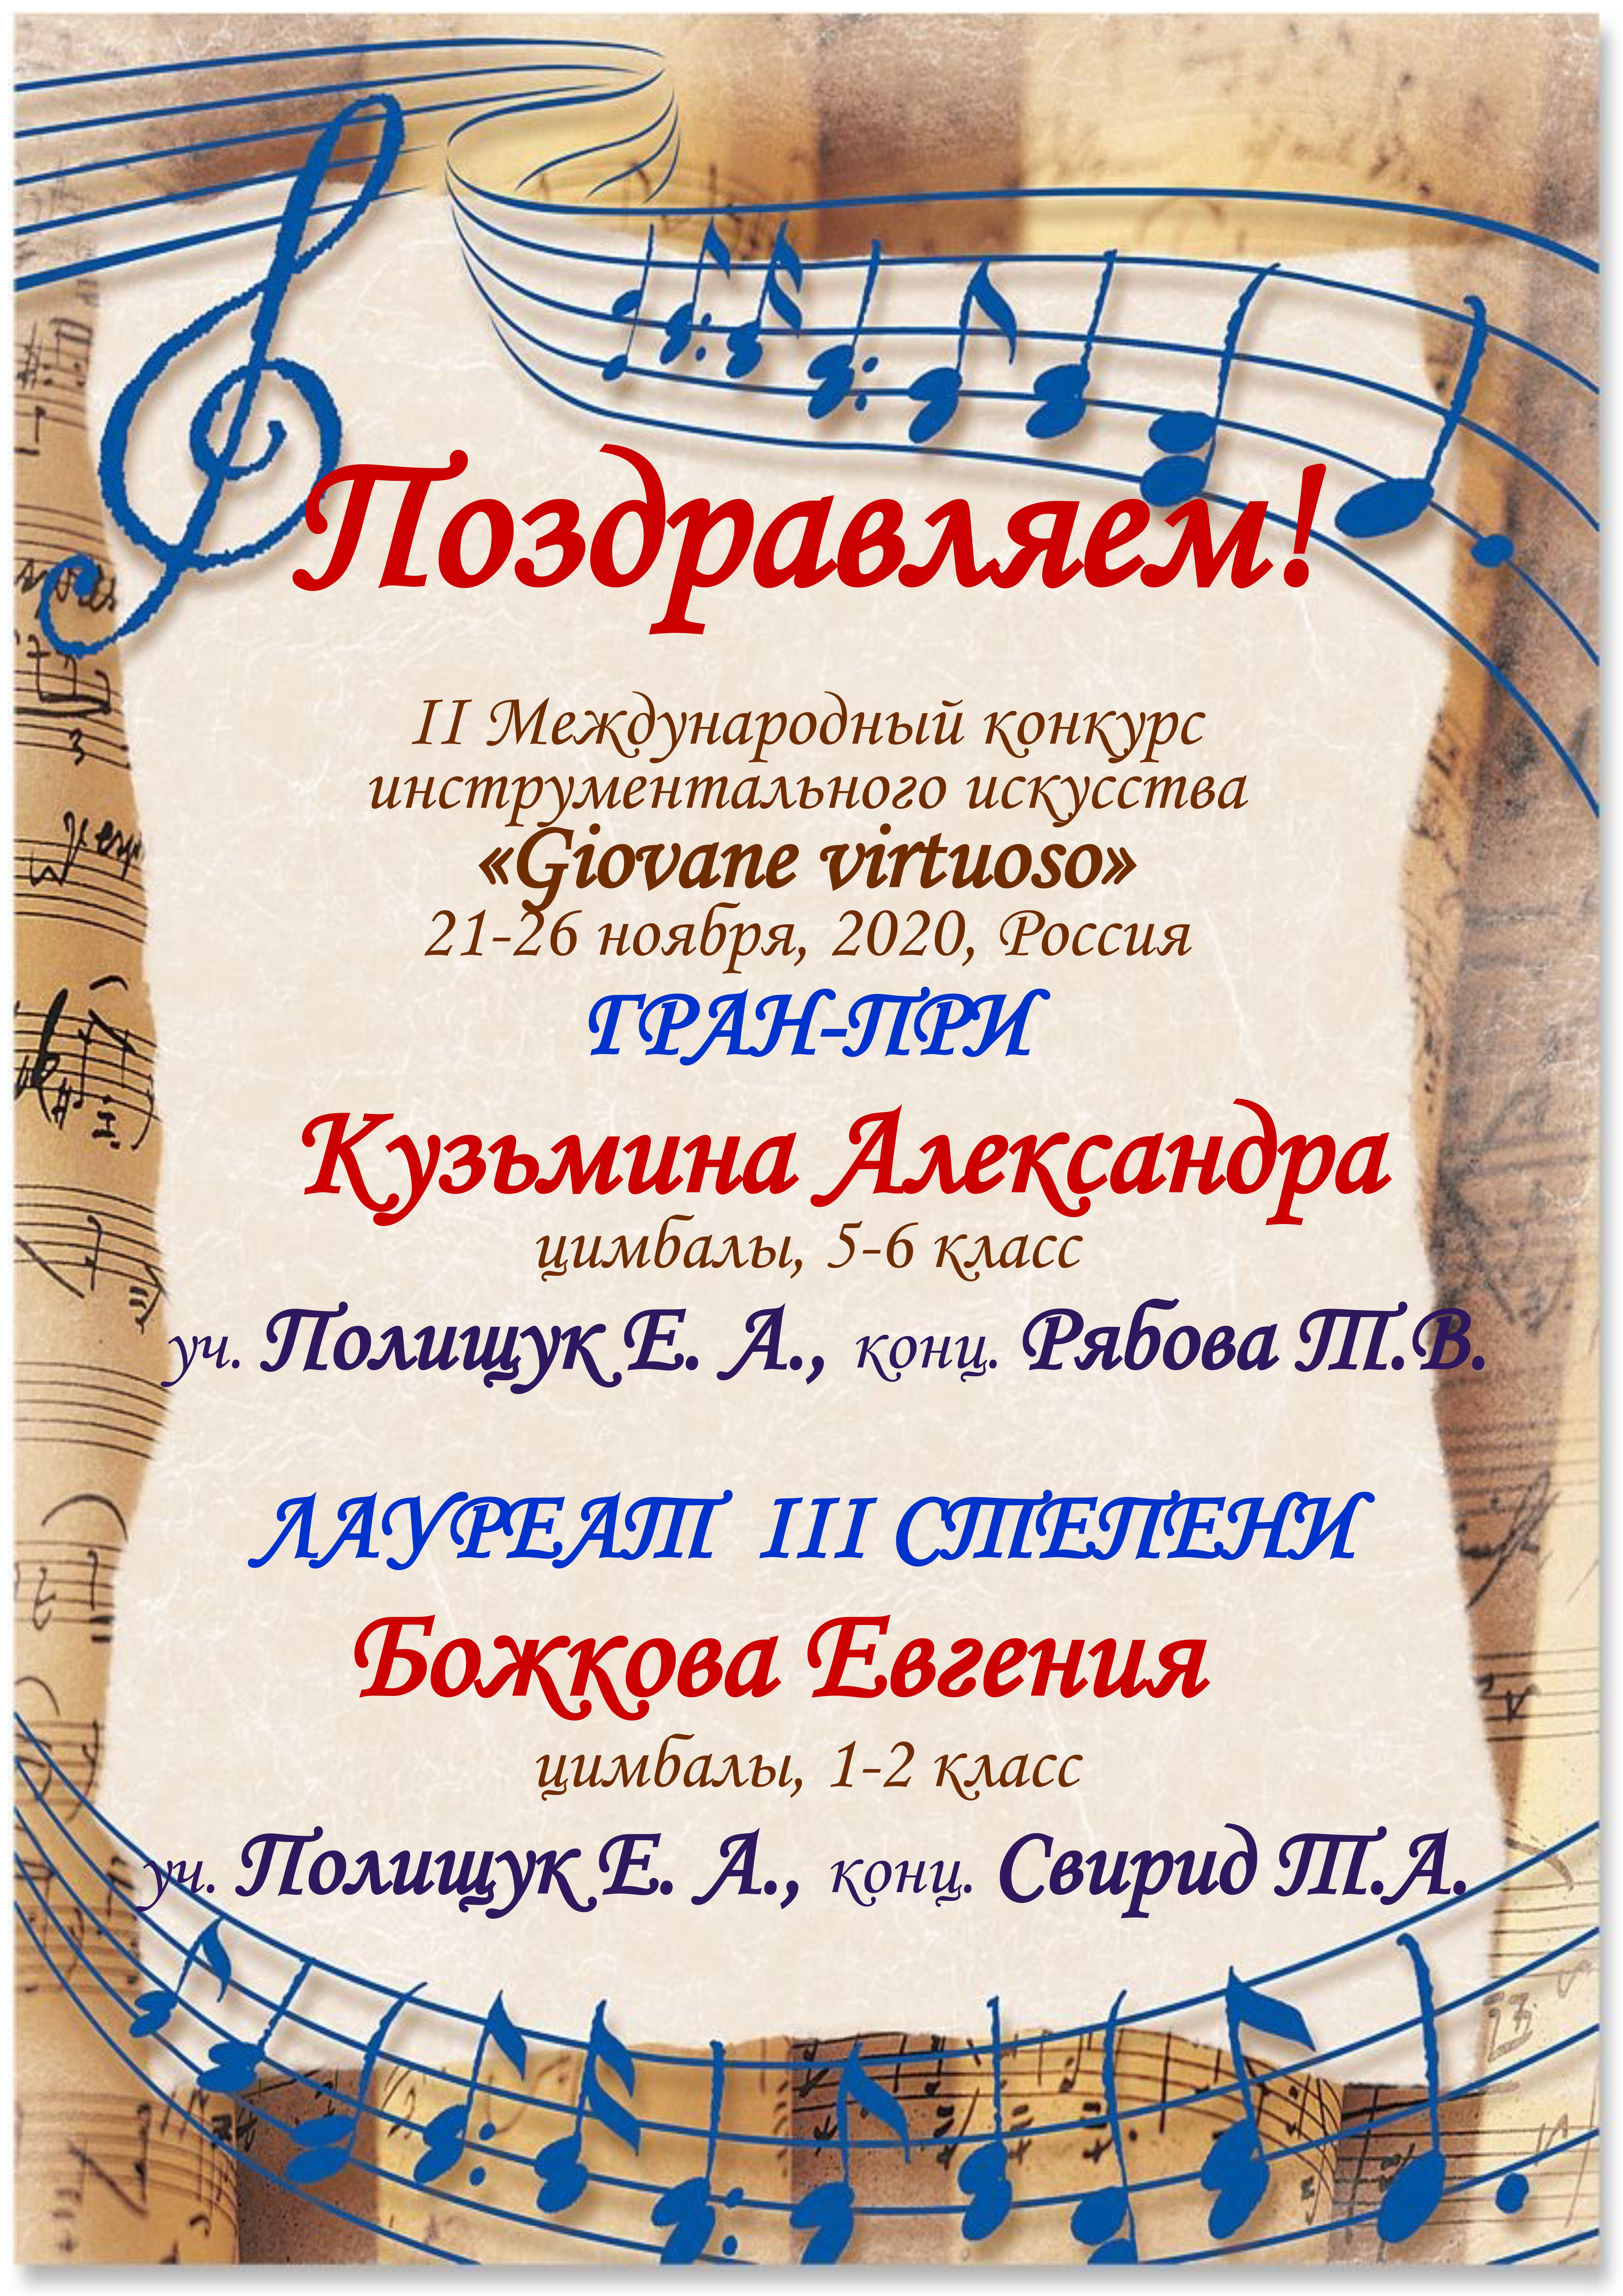 Поздравляем!
II Международный конкурс
инструментального искусства
«Giovane virtuoso»
21-26 ноября, 2020, Россия
ГРАН-ПРИ
Кузьмина Александра
цимбалы, 5-6 класс
уч. Полищук Е. А., конц. Рябова Т.В.
ЛАУРЕАТ III СТЕПЕНИ
Божкова Евгения
цимбалы, 1-2 класс
уч. Полищук Е. А., конц. Свирид Т.А.